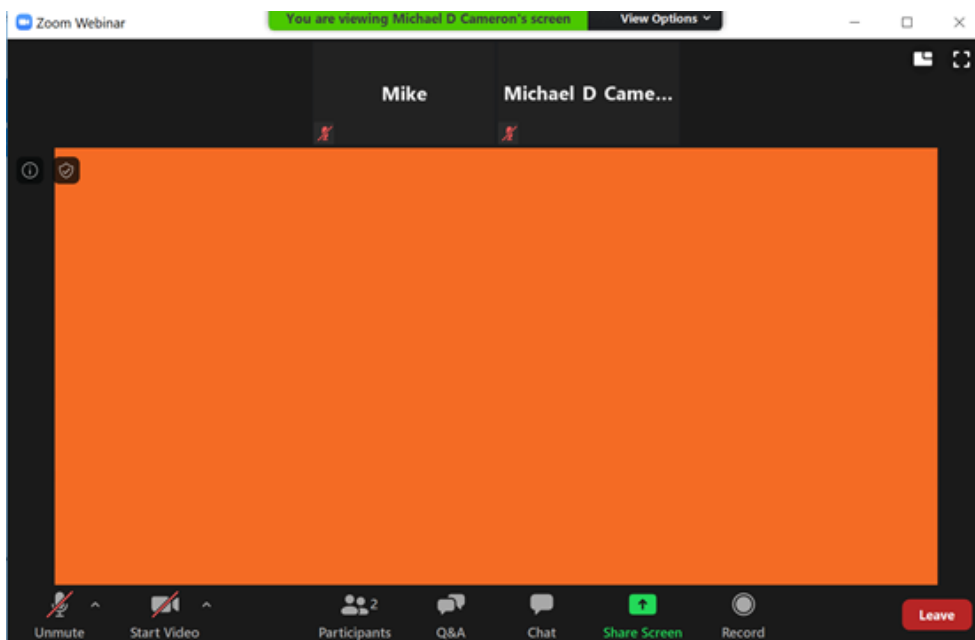 Zoom Webinar
You are viewing Michael D Cameron's screen View Options
Mike
Michael D Came...
2
Unmute Start Video Participants Q&A Chat Share Screen Record Leave